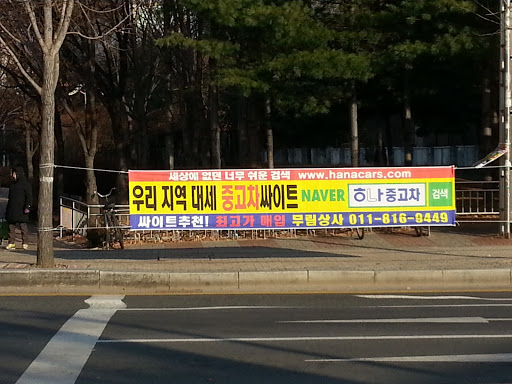 세상에 없던 너무 쉬운 검색 www.hanacars.com
우리 지역 대세 중고차싸이트 NAVER 하나중고차 검색
싸이트추천! 최고가 매입 무림상사 011-816-9449